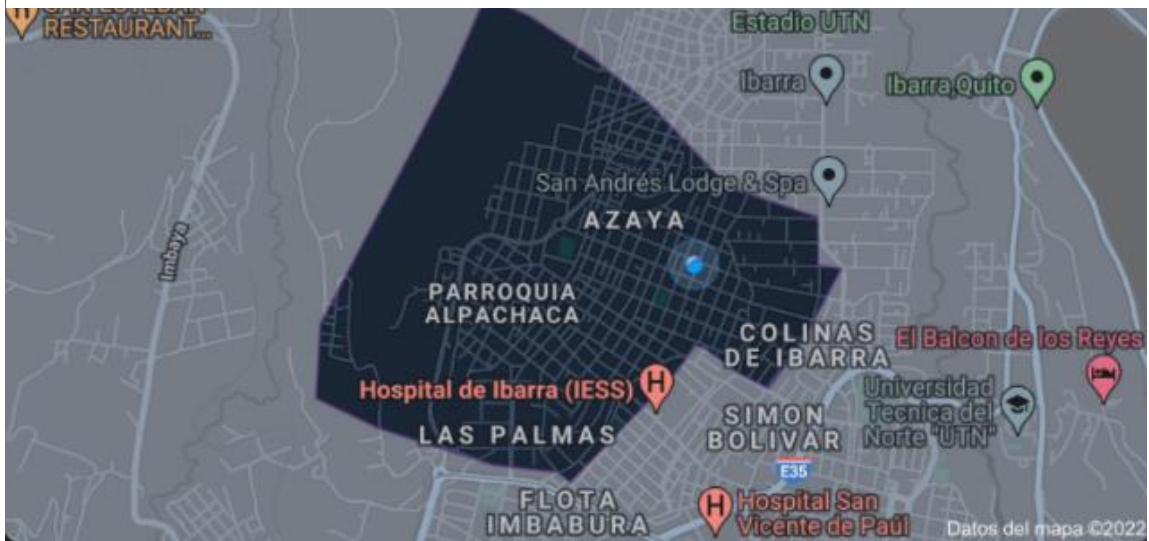 RESTAURANT...
Estadio UTN
Ibarra
Ibarra,Quito
San Andrés Lodge & Spa
AZAYA
Imbaya
PARROQUIA
ALPACHACA
COLINAS
DE IBARRA
El Balcon de los Reyes
Hospital de Ibarra (IESS)
Universidad
Tecnica del
Norte "UTN"
SIMON
BOLIVAR
LAS PALMAS
E35
FLOTA
IMBABURA
Hospital San
Vicente de Paúl
Datos del mapa ©2022